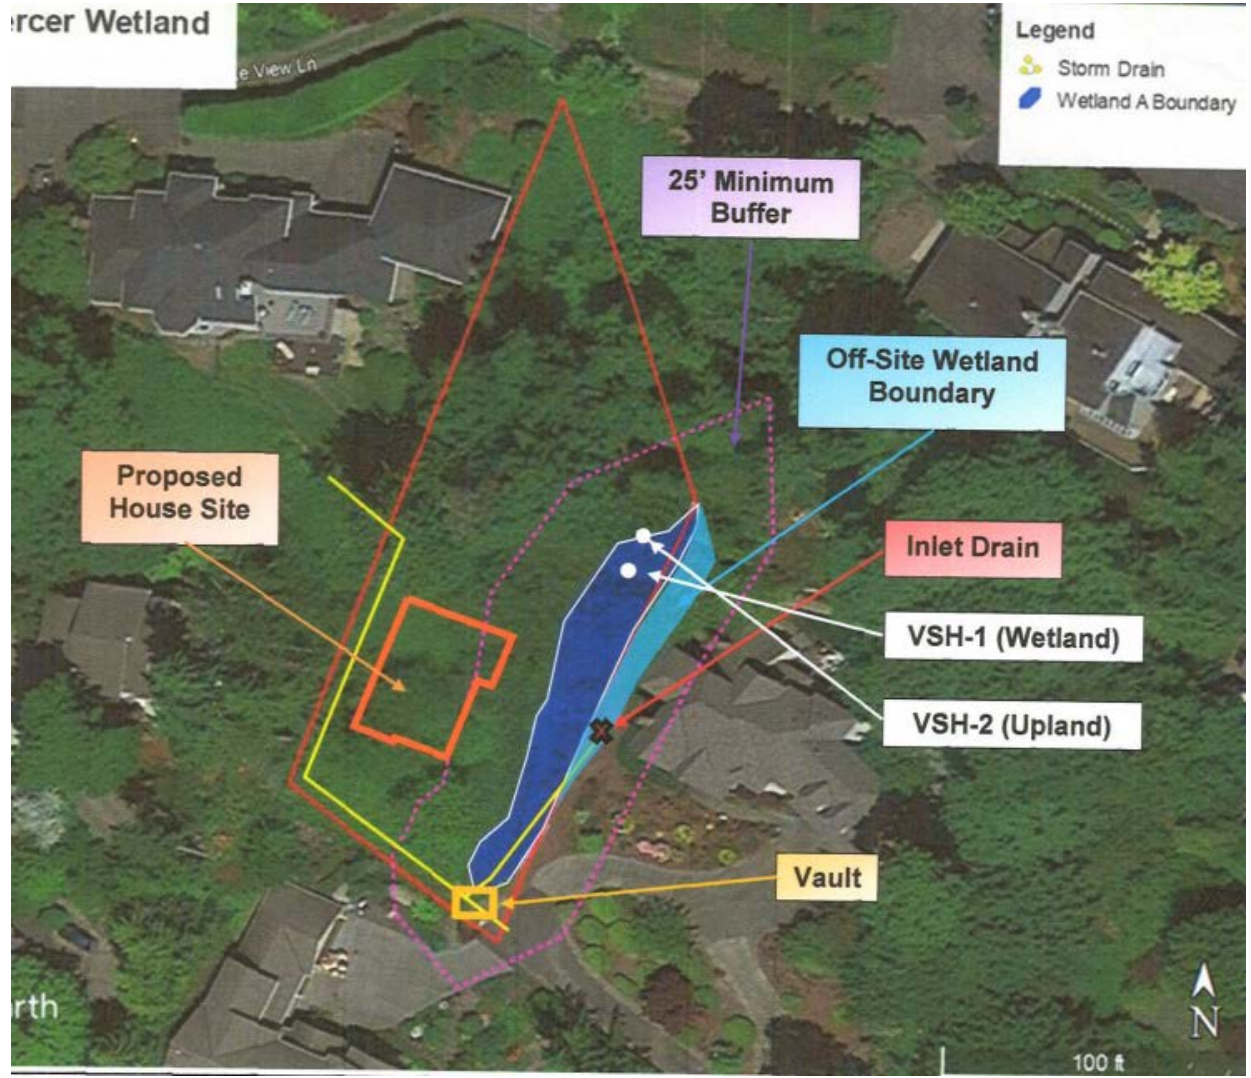 ercer Wetland
e View Ln
Legend
Storm Drain
Wetland A Boundary
25' Minimum
Buffer
Off-Site Wetland
Boundary
Proposed
House Site
Inlet Drain
VSH-1 (Wetland)
VSH-2 (Upland)
Vault
rth
N
100 ft